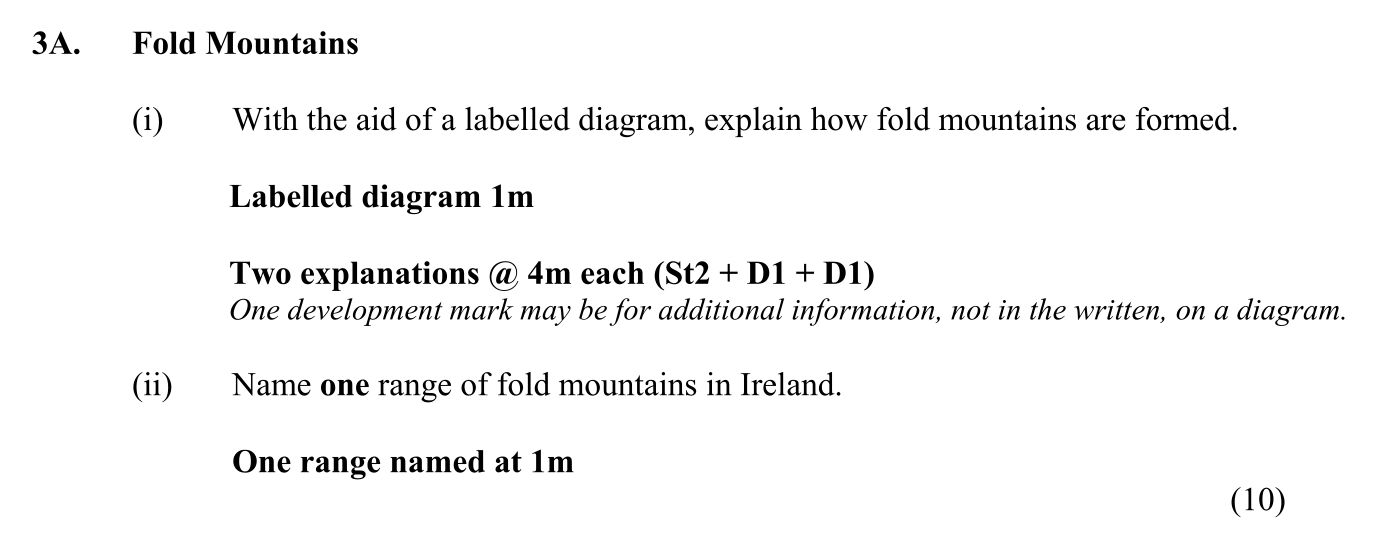 3A. Fold Mountains
(i) With the aid of a labelled diagram, explain how fold mountains are formed.
Labelled diagram 1m
Two explanations @ 4m each (St2 + D1 + D1)
One development mark may be for additional information, not in the written, on a diagram.
(ii) Name one range of fold mountains in Ireland.
One range named at 1m
(10)